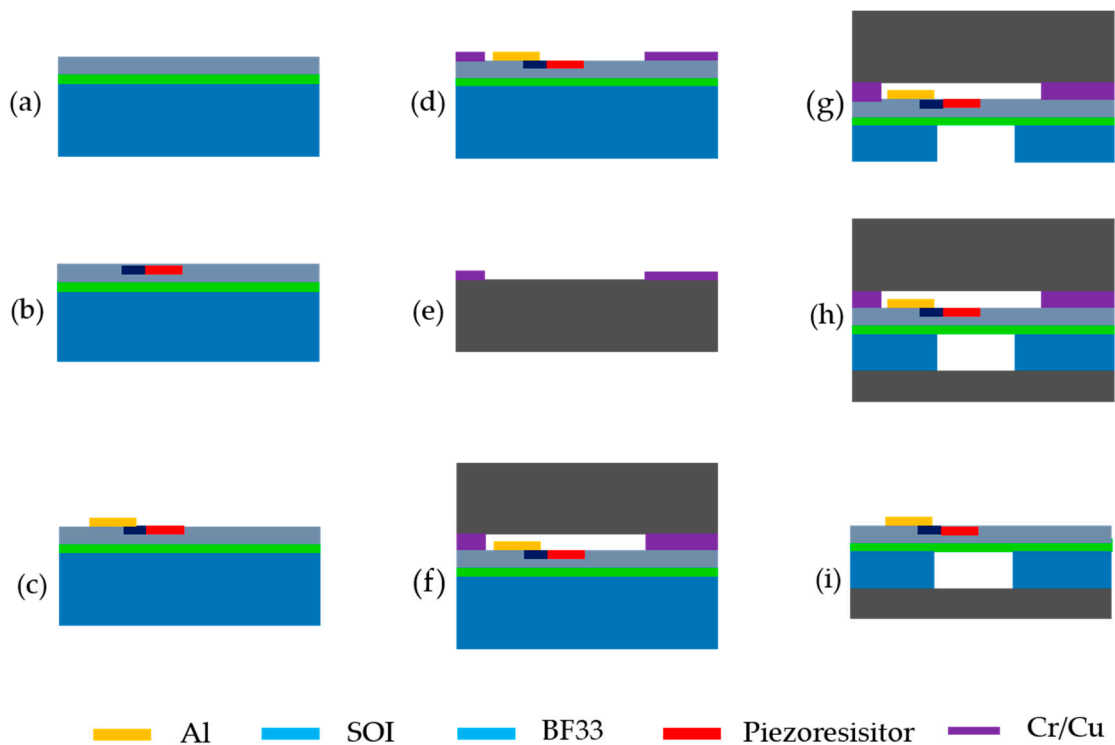 (a)
(b)
(c)
(d)
(e)
(f)
(g)
(h)
(i)
Al SOI BF33 Piezoresisitor Cr/Cu